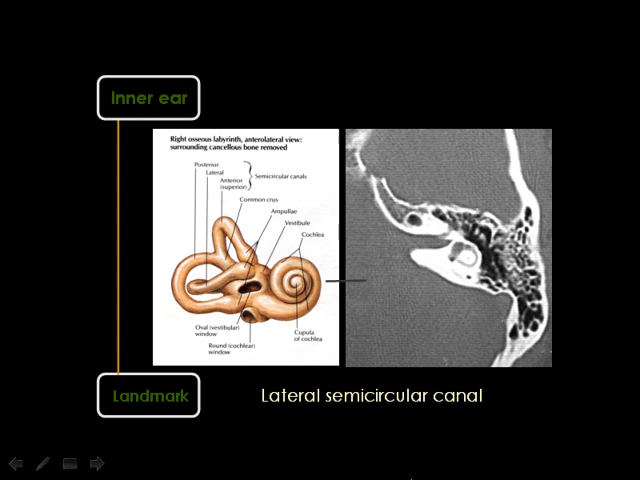 Inner ear
Right osseous labyrinth, anterolateral view:
surrounding cancellous bone removed
Posterior
Lateral
Anterior
(superior)
Semicircular canals
Common crus
Ampullae
Vestibule
Cochlea
Oval (vestibular)
window
Round (cochlear)
window
Cupula
of cochlea
Landmark
Lateral semicircular canal